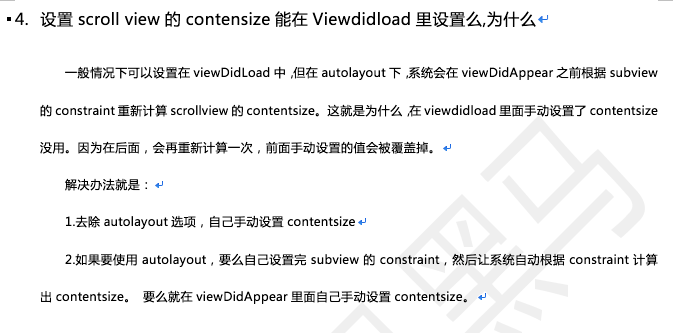 4. 设置 scroll view 的 contensize 能在 Viewdidload 里设置么,为什么
一般情况下可以设置在 viewDidLoad 中 ,但在 autolayout 下 ,系统会在 viewDidAppear 之前根据 subview
的 constraint 重新计算 scrollview 的 contentsize。这就是为什么 ,在 viewdidload 里面手动设置了 contentsize
没用。因为在后面，会再重新计算一次，前面手动设置的值会被覆盖掉。
解决办法就是：
1.去除 autolayout 选项，自己手动设置 contentsize
2.如果要使用 autolayout，要么自己设置完 subview 的 constraint，然后让系统自动根据 constraint 计算
出 contentsize。 要么就在 viewDidAppear 里面自己手动设置 contentsize。
黑马